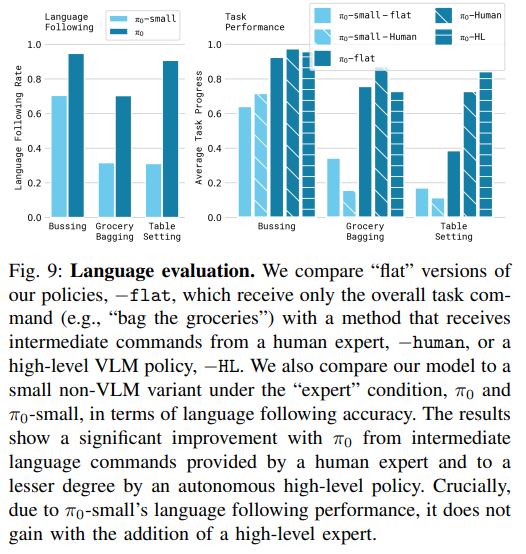 Language
Following
π₀-small
π₀
Language Following Rate
1.0
0.8
0.6
0.4
0.2
0.0
Bussing
Grocery
Bagging
Table
Setting
Task
Performance
π₀-small-flat
π₀-small-Human
π₀-flat
π₀-Human
π₀-HL
Average Task Progress
1.0
0.8
0.6
0.4
0.2
0.0
Bussing
Grocery
Bagging
Table
Setting
Fig. 9: Language evaluation. We compare “flat” versions of
our policies, −flat, which receive only the overall task com-
mand (e.g., “bag the groceries”) with a method that receives
intermediate commands from a human expert, −human, or a
high-level VLM policy, −HL. We also compare our model to a
small non-VLM variant under the “expert” condition, π₀ and
π₀-small, in terms of language following accuracy. The results
show a significant improvement with π₀ from intermediate
language commands provided by a human expert and to a
lesser degree by an autonomous high-level policy. Crucially,
due to π₀-small’s language following performance, it does not
gain with the addition of a high-level expert.